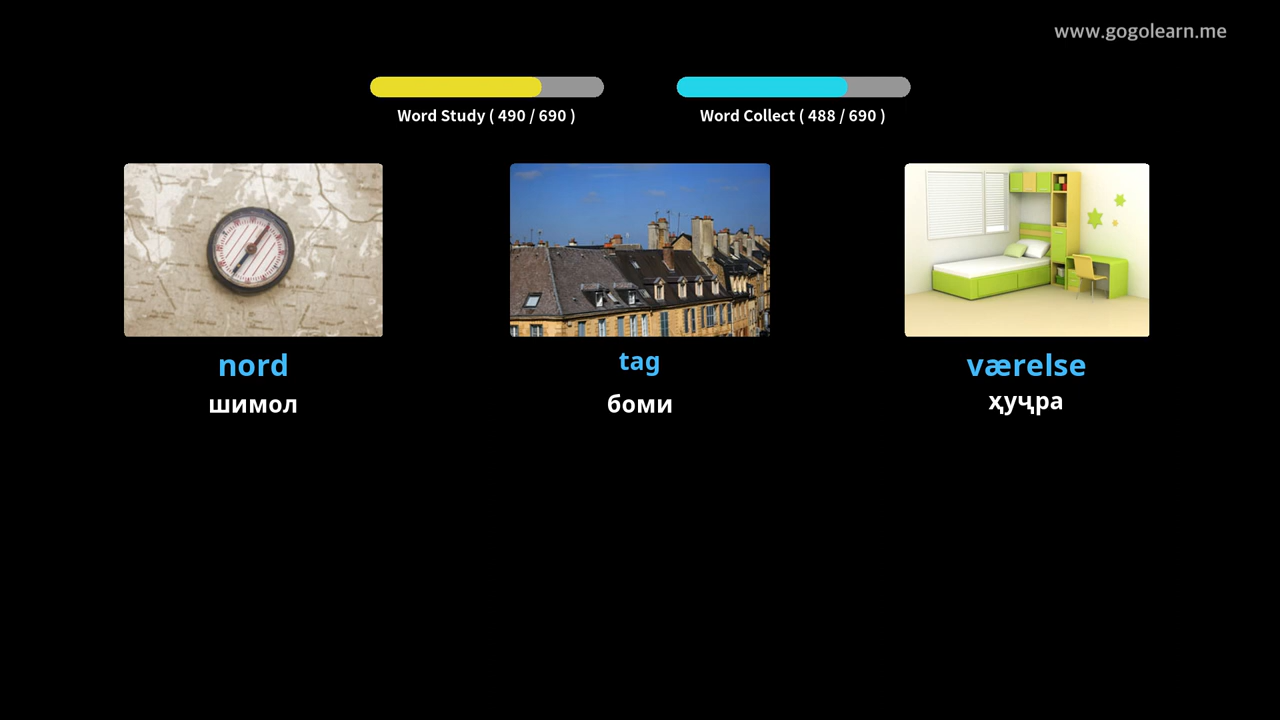 www.gogolearn.me
Word Study ( 490 / 690 )
Word Collect ( 488 / 690 )
nord
tag
værelse
шимол
боми
ҳуҷра